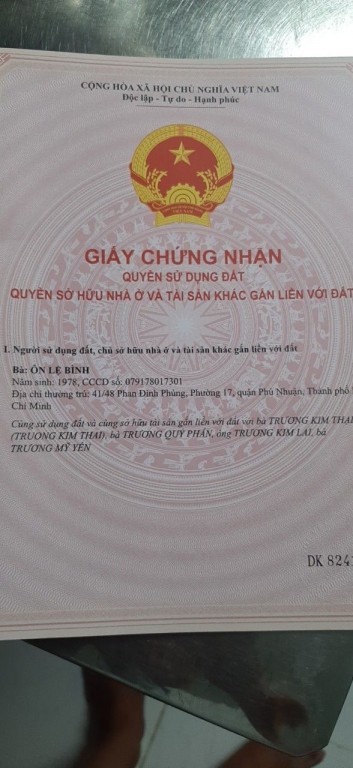 CỘNG HÒA XÃ HỘI CHỦ NGHĨA VIỆT NAM
Độc lập - Tự do - Hạnh phúc
GIẤY CHỨNG NHẬN
QUYỀN SỬ DỤNG ĐẤT
QUYỀN SỞ HỮU NHÀ Ở VÀ TÀI SẢN KHÁC GẮN LIỀN VỚI ĐẤT
I. Người sử dụng đất, chủ sở hữu nhà ở và tài sản khác gắn liền với đất
Bà: ÔN LỆ BÌNH
Năm sinh: 1978, CCCD số: 079178017301
Địa chỉ thường trú: 41/48 Phan Đình Phùng, Phường 17, quận Phú Nhuận, Thành phố
Chí Minh
Cùng sử dụng đất và cùng sở hữu tài sản gắn liền với đất với bà TRƯƠNG KIM THAI
(TRUONG KIM THAI), bà TRƯƠNG QUÝ PHÂN, ông TRƯƠNG KIM LAI, bà
TRƯƠNG MỸ YẾN
DK 8241